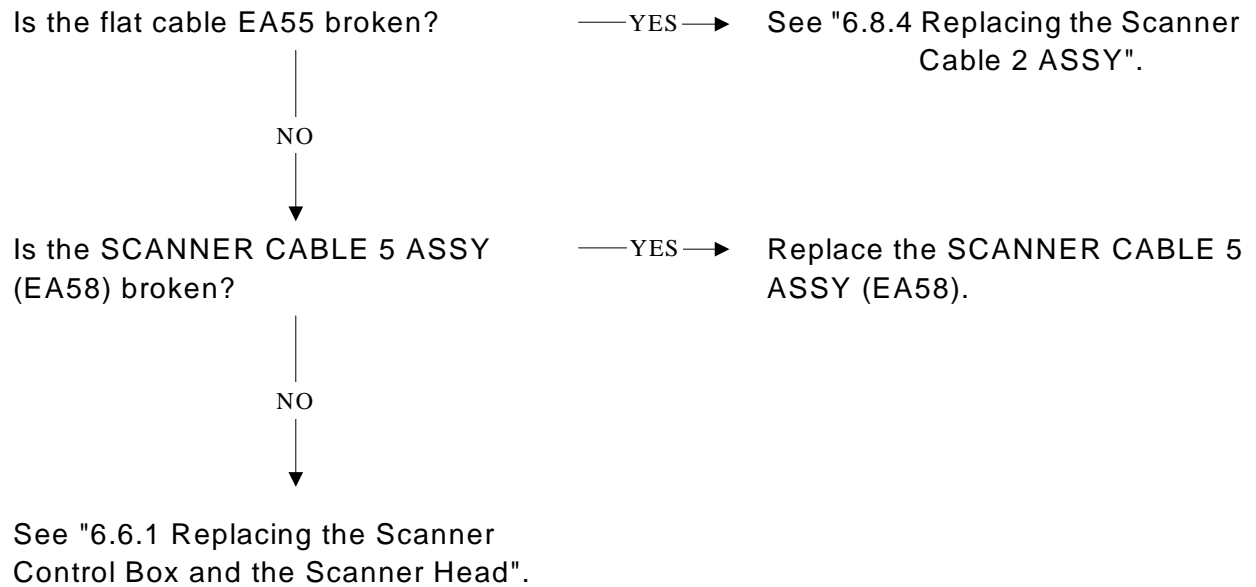 Is the flat cable EA55 broken?
YES
See "6.8.4 Replacing the Scanner
Cable 2 ASSY".
NO
Is the SCANNER CABLE 5 ASSY
(EA58) broken?
YES
Replace the SCANNER CABLE 5
ASSY (EA58).
NO
See "6.6.1 Replacing the Scanner
Control Box and the Scanner Head".